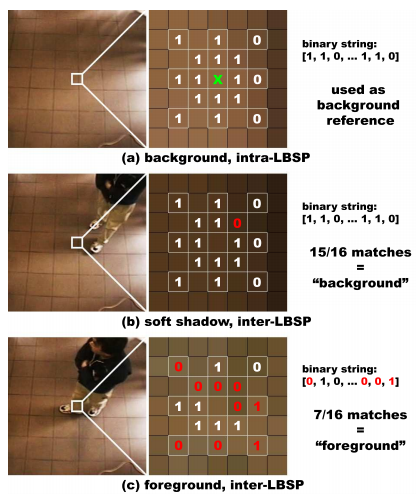 1 1 0
1 1 1
1 1 X 1 0
1 1 1
1 1 0
binary string:
[1, 1, 0, ... 1, 1, 0]
used as
background
reference
(a) background, intra-LBSP
1 1 0
1 1 0
1 1 1 0
1 1 1
1 1 0
binary string:
[1, 1, 0, ... 1, 1, 0]
15/16 matches
=
“background”
(b) soft shadow, inter-LBSP
0 1 0
0 0 0
1 1 0 1
1 1 1
0 0 1
binary string:
[0, 1, 0, ... 0, 0, 1]
7/16 matches
=
“foreground”
(c) foreground, inter-LBSP